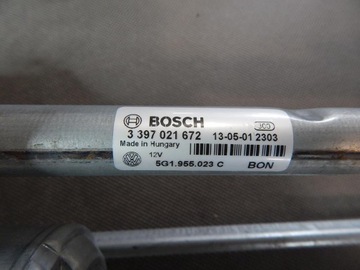 BOSCH
3 397 021 672 13-05-01 2303
Made in Hungary
12V
5G1.955.023 C BON